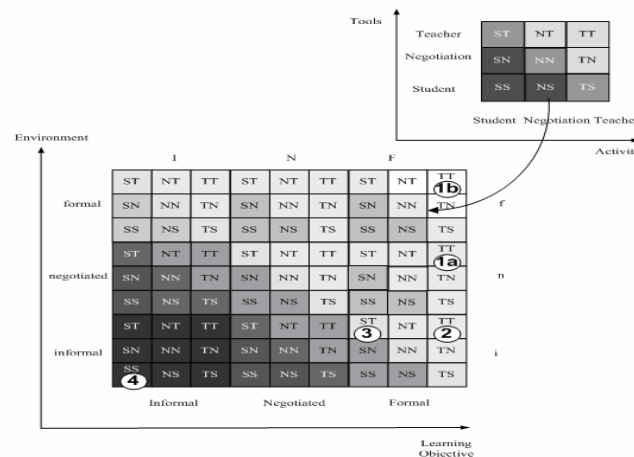 Tools
Teacher ST NT TT
Negotiation SN NN TN
Student SS NS TS
Student Negotiation Teache
Activit
Environment
I N F
ST NT TT ST NT TT ST NT TT
1b
formal SN NN TN SN NN TN SN NN TN f
SS NS TS SS NS TS SS NS TS
ST NT TT ST NT TT ST NT TT
1a
negotiated SN NN TN SN NN TN SN NN TN n
SS NS TS SS NS TS SS NS TS
ST NT TT ST NT TT ST NT TT
3 2
informal SN NN TN SN NN TN SN NN TN i
SS NS TS SS NS TS SS NS TS
4
Informal Negotiated Formal
Learning
Objective